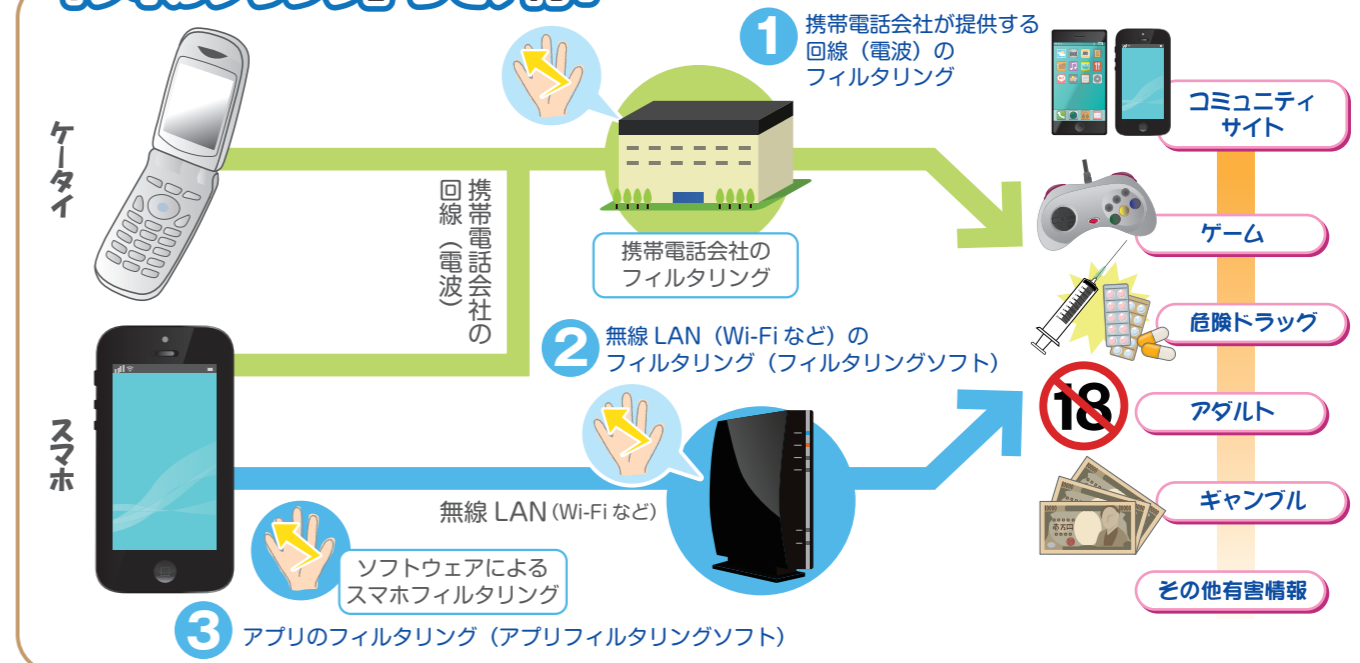 1
携帯電話会社が提供する
回線（電波）の
フィルタリング
ケータイ
携帯電話会社の
回線（電波）
携帯電話会社の
フィルタリング
2
無線 LAN（Wi-Fi など）の
フィルタリング（フィルタリングソフト）
スマホ
無線 LAN（Wi-Fi など）
ソフトウェアによる
スマホフィルタリング
3
アプリのフィルタリング（アプリフィルタリングソフト）
コミュニティ
サイト
ゲーム
危険ドラッグ
18
アダルト
ギャンブル
壱万円
その他有害情報